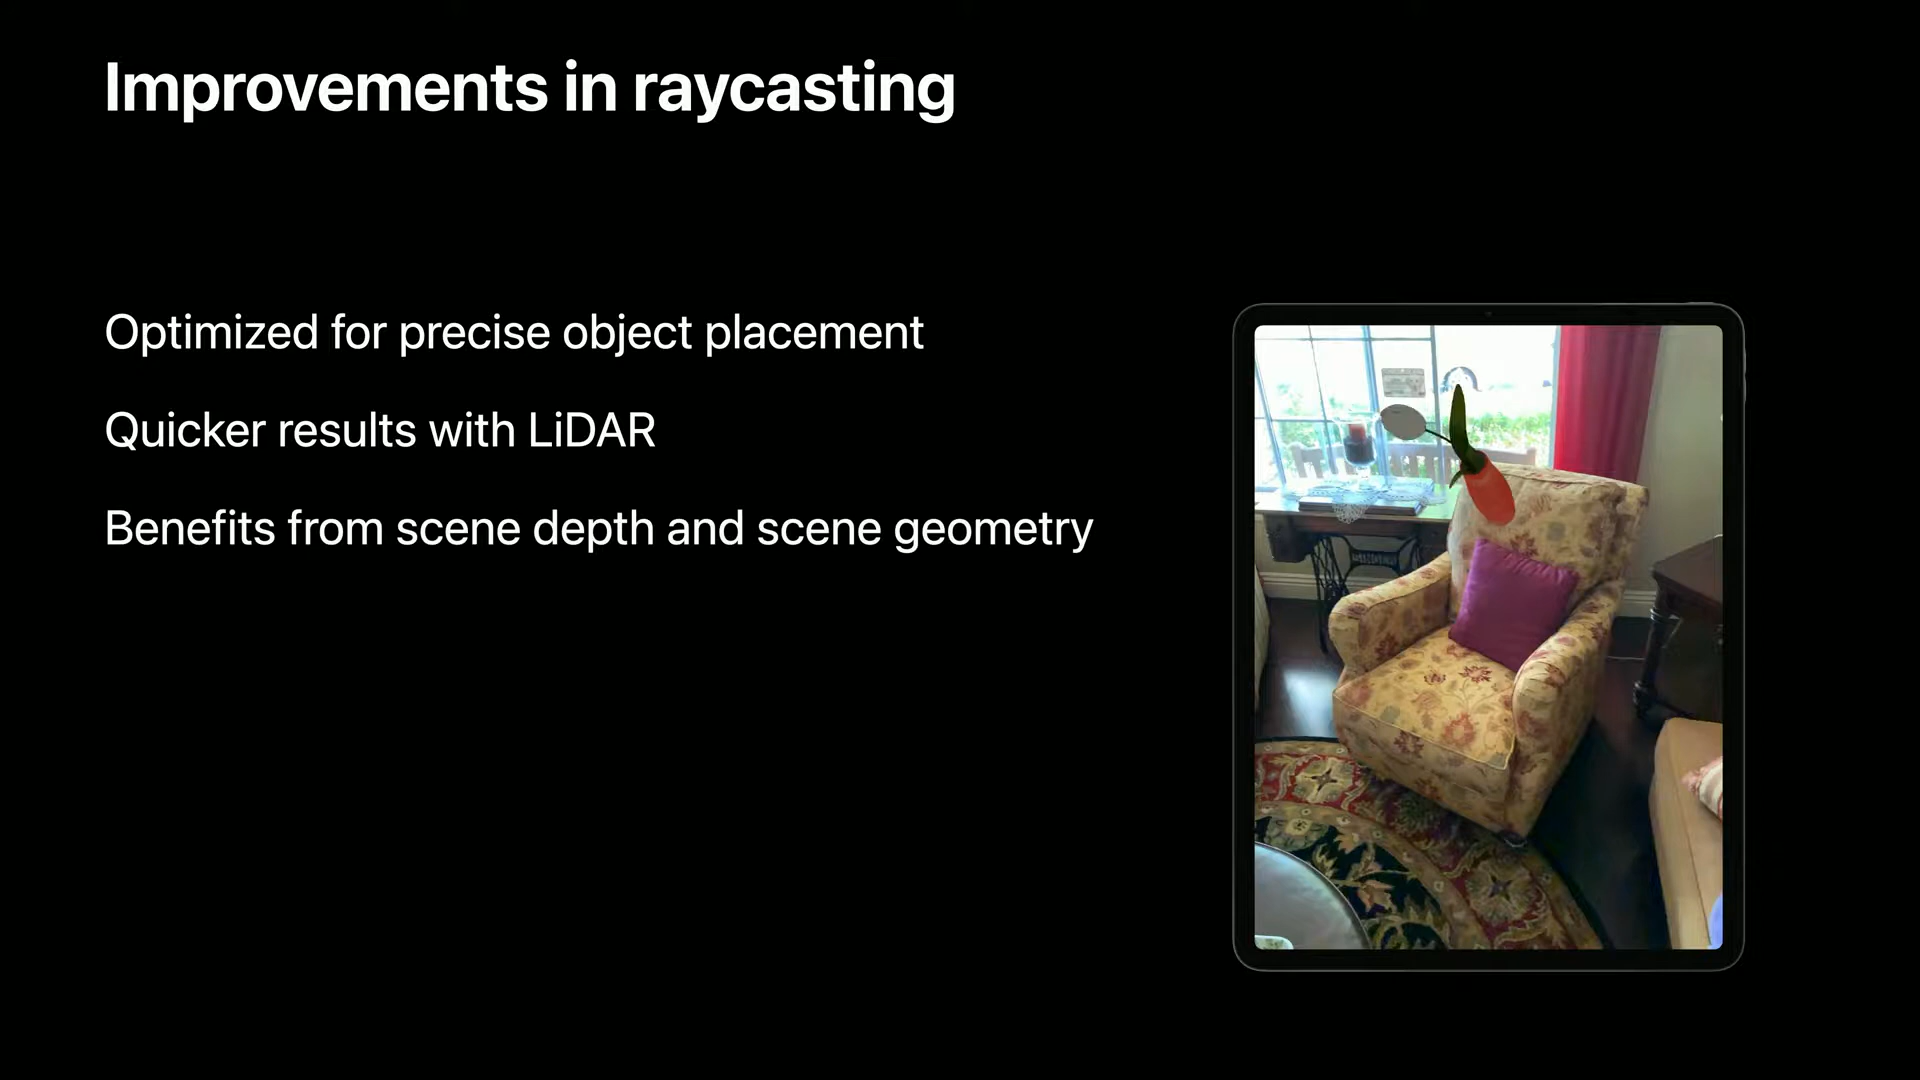 Improvements in raycasting
Optimized for precise object placement
Quicker results with LiDAR
Benefits from scene depth and scene geometry